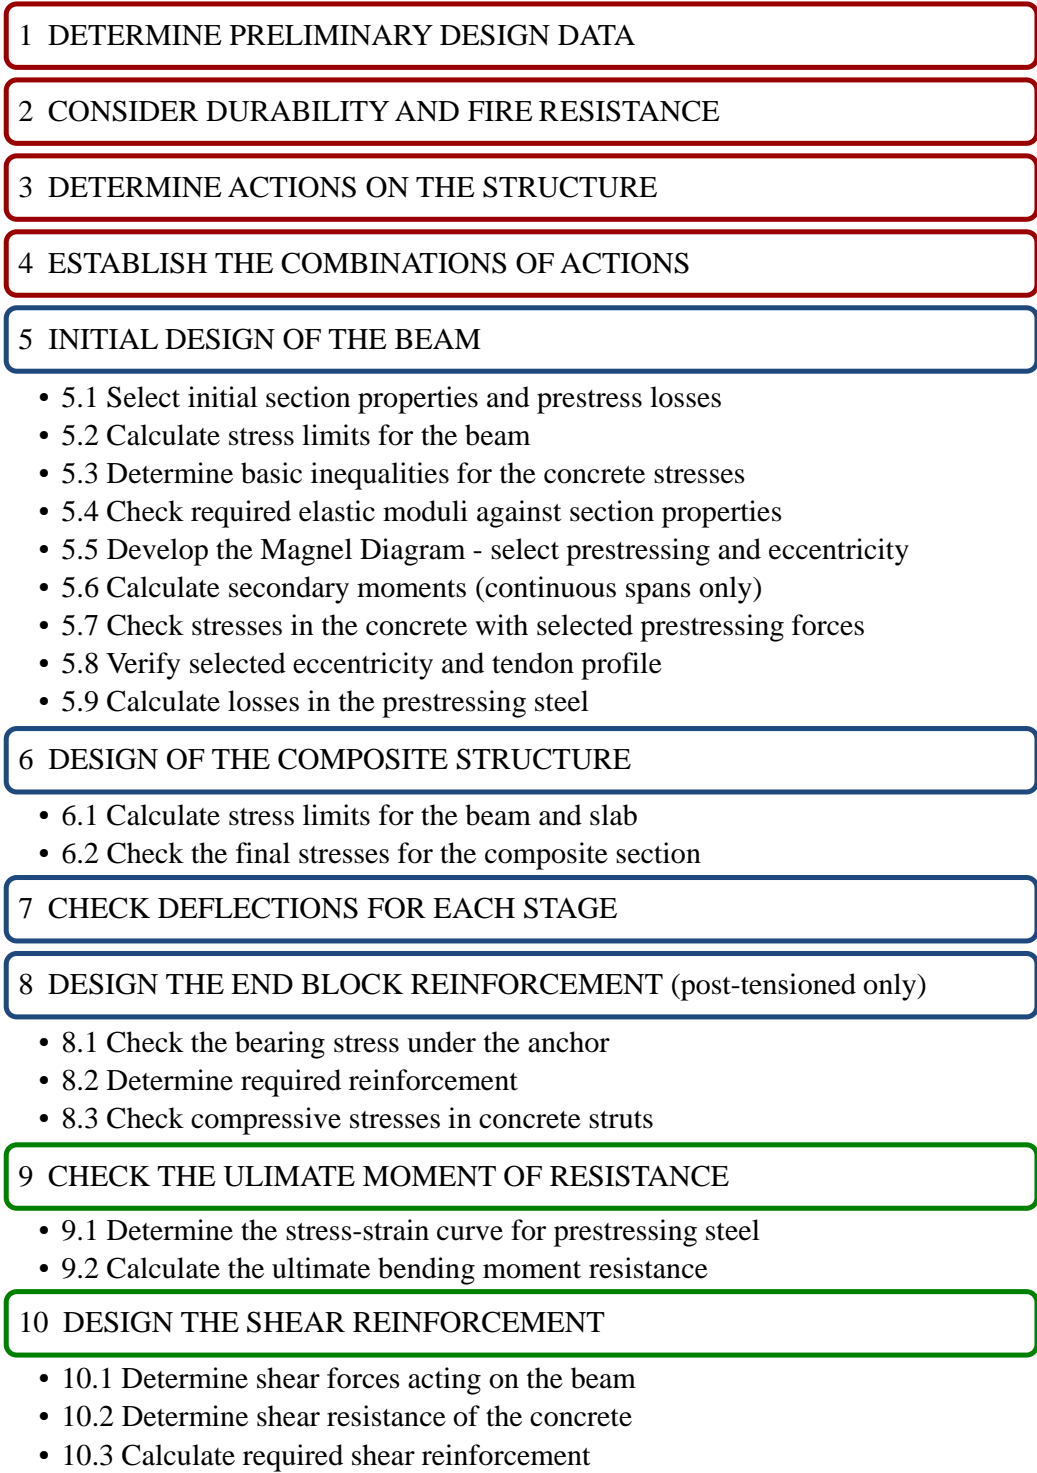 1 DETERMINE PRELIMINARY DESIGN DATA
2 CONSIDER DURABILITY AND FIRE RESISTANCE
3 DETERMINE ACTIONS ON THE STRUCTURE
4 ESTABLISH THE COMBINATIONS OF ACTIONS
5 INITIAL DESIGN OF THE BEAM
• 5.1 Select initial section properties and prestress losses
• 5.2 Calculate stress limits for the beam
• 5.3 Determine basic inequalities for the concrete stresses
• 5.4 Check required elastic moduli against section properties
• 5.5 Develop the Magnel Diagram - select prestressing and eccentricity
• 5.6 Calculate secondary moments (continuous spans only)
• 5.7 Check stresses in the concrete with selected prestressing forces
• 5.8 Verify selected eccentricity and tendon profile
• 5.9 Calculate losses in the prestressing steel
6 DESIGN OF THE COMPOSITE STRUCTURE
• 6.1 Calculate stress limits for the beam and slab
• 6.2 Check the final stresses for the composite section
7 CHECK DEFLECTIONS FOR EACH STAGE
8 DESIGN THE END BLOCK REINFORCEMENT (post-tensioned only)
• 8.1 Check the bearing stress under the anchor
• 8.2 Determine required reinforcement
• 8.3 Check compressive stresses in concrete struts
9 CHECK THE ULIMATE MOMENT OF RESISTANCE
• 9.1 Determine the stress-strain curve for prestressing steel
• 9.2 Calculate the ultimate bending moment resistance
10 DESIGN THE SHEAR REINFORCEMENT
• 10.1 Determine shear forces acting on the beam
• 10.2 Determine shear resistance of the concrete
• 10.3 Calculate required shear reinforcement